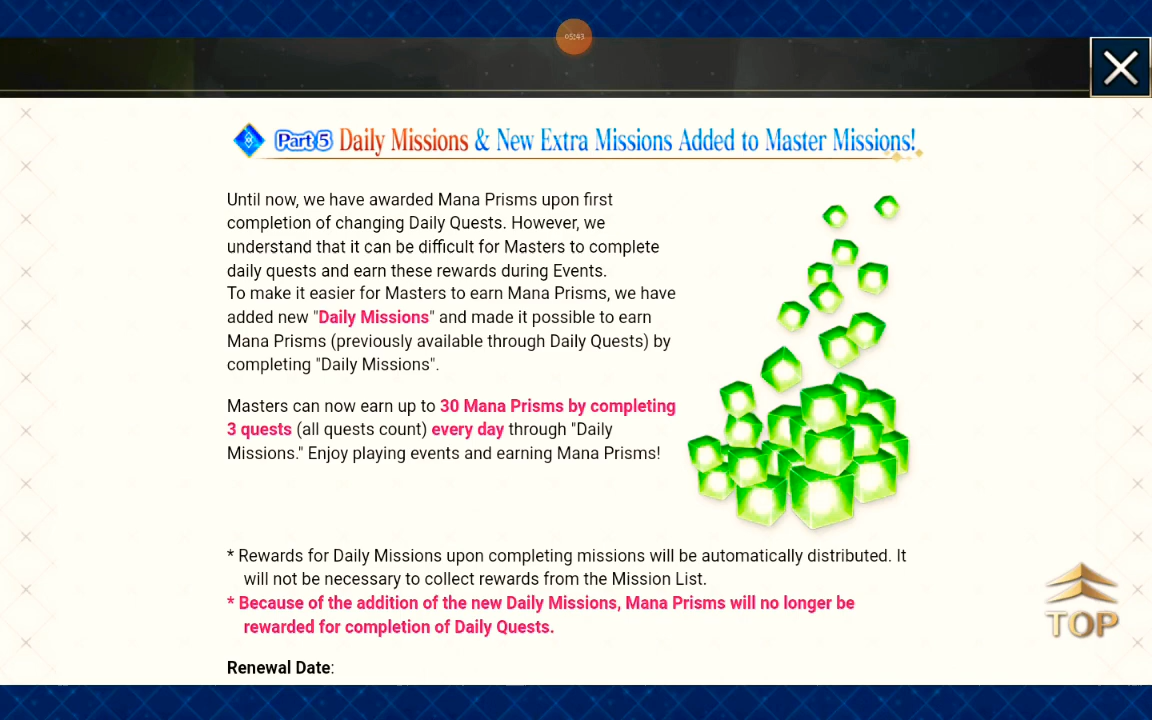 05:43
Part 5 Daily Missions & New Extra Missions Added to Master Missions!
Until now, we have awarded Mana Prisms upon first
completion of changing Daily Quests. However, we
understand that it can be difficult for Masters to complete
daily quests and earn these rewards during Events.
To make it easier for Masters to earn Mana Prisms, we have
added new "Daily Missions" and made it possible to earn
Mana Prisms (previously available through Daily Quests) by
completing "Daily Missions".
Masters can now earn up to 30 Mana Prisms by completing
3 quests (all quests count) every day through "Daily
Missions." Enjoy playing events and earning Mana Prisms!
* Rewards for Daily Missions upon completing missions will be automatically distributed. It
will not be necessary to collect rewards from the Mission List.
* Because of the addition of the new Daily Missions, Mana Prisms will no longer be
rewarded for completion of Daily Quests.
TOP
Renewal Date: